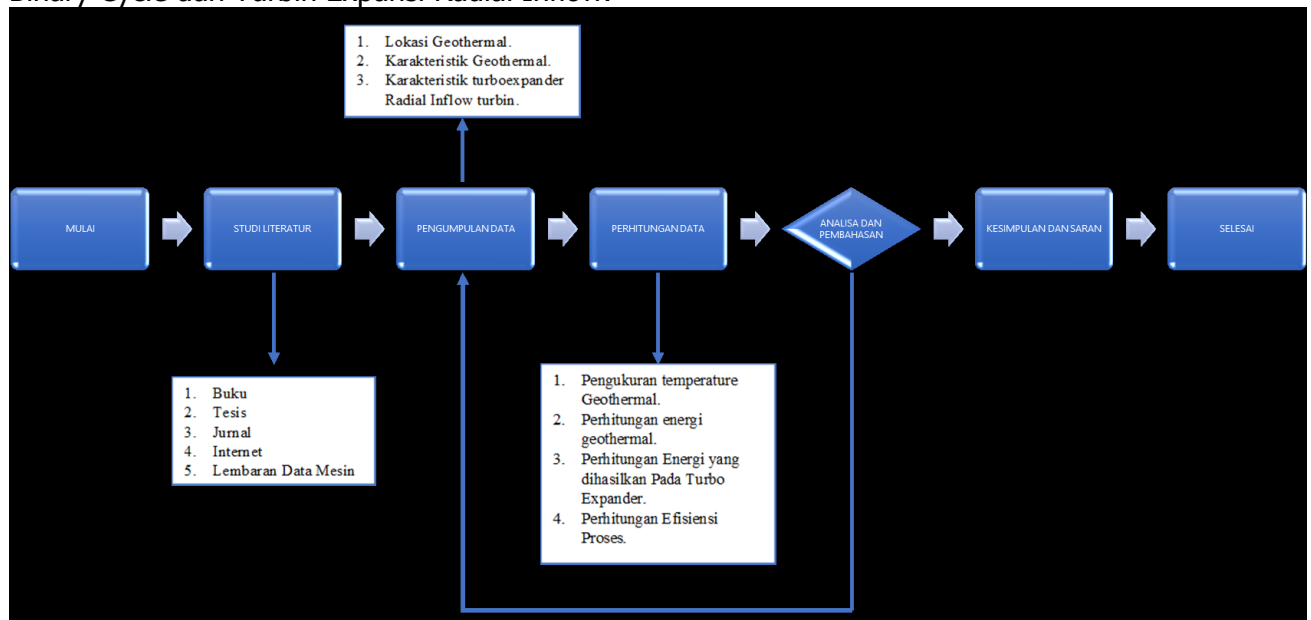 Binary Cycle dan Turbin Expansi Radial Inflow.
1. Lokasi Geothermal.
2. Karakteristik Geothermal.
3. Karakteristik turboexpander
Radial Inflow turbin.
MULAI
STUDI LITERATUR
PENGUMPULAN DATA
PERHITUNGAN DATA
ANALISA DAN
PEMBAHASAN
KESIMPULAN DAN SARAN
SELESAI
1. Buku
2. Tesis
3. Jurnal
4. Internet
5. Lembaran Data Mesin
1. Pengukuran temperature
Geothermal.
2. Perhitungan energi
geothermal.
3. Perhitungan Energi yang
dihasilkan Pada Turbo
Expander.
4. Perhitungan Efisiensi
Proses.